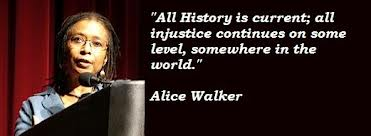 "All History is current; all
injustice continues on some
level, somewhere in the
world."
Alice Walker